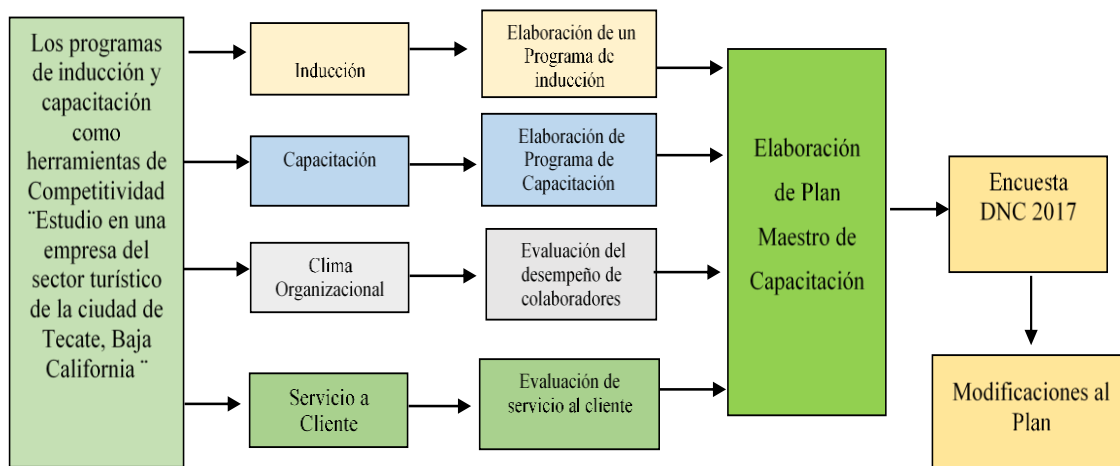 Los programas
de inducción y
capacitación
como
herramientas de
Competitividad
¨Estudio en una
empresa del
sector turístico
de la ciudad de
Tecate, Baja
California ¨
Inducción
Elaboración de un
Programa de
inducción
Capacitación
Elaboración de
Programa de
Capacitación
Clima
Organizacional
Evaluación del
desempeño de
colaboradores
Servicio a
Cliente
Evaluación de
servicio al cliente
Elaboración
de Plan
Maestro de
Capacitación
Encuesta
DNC 2017
Modificaciones al
Plan